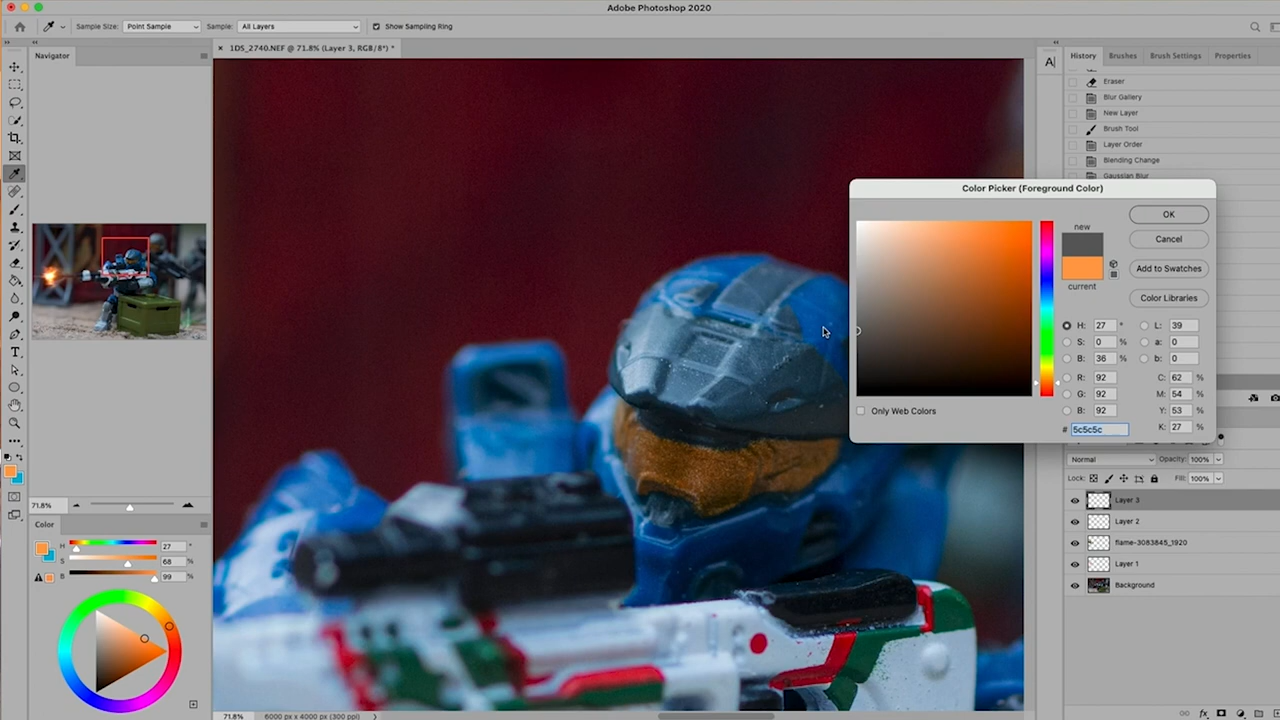 Adobe Photoshop 2020
Sample Size: Point Sample Sample: All Layers Show Sampling Ring
Navigator
1DS_2740.NEF @ 71.8% (Layer 3, RGB/8*) *
History Brushes Brush Settings Properties
Eraser
Blur Gallery
New Layer
Brush Tool
Layer Order
Blending Change
Gaussian Blur
Color Picker (Foreground Color)
new
current
OK
Cancel
Add to Swatches
Color Libraries
H: 27 ° L: 39
S: 0 % a: 0
B: 36 % b: 0
R: 92 C: 62 %
G: 92 M: 54 %
B: 92 Y: 53 %
# 5c5c5c K: 27 %
Only Web Colors
Normal Opacity: 100%
Lock: Fill: 100%
Layer 3
Layer 2
flame-3083845_1920
Layer 1
Background
71.8%
Color
H 27 °
S 68 %
B 99 %
71.8% 6000 px x 4000 px (300 ppi)